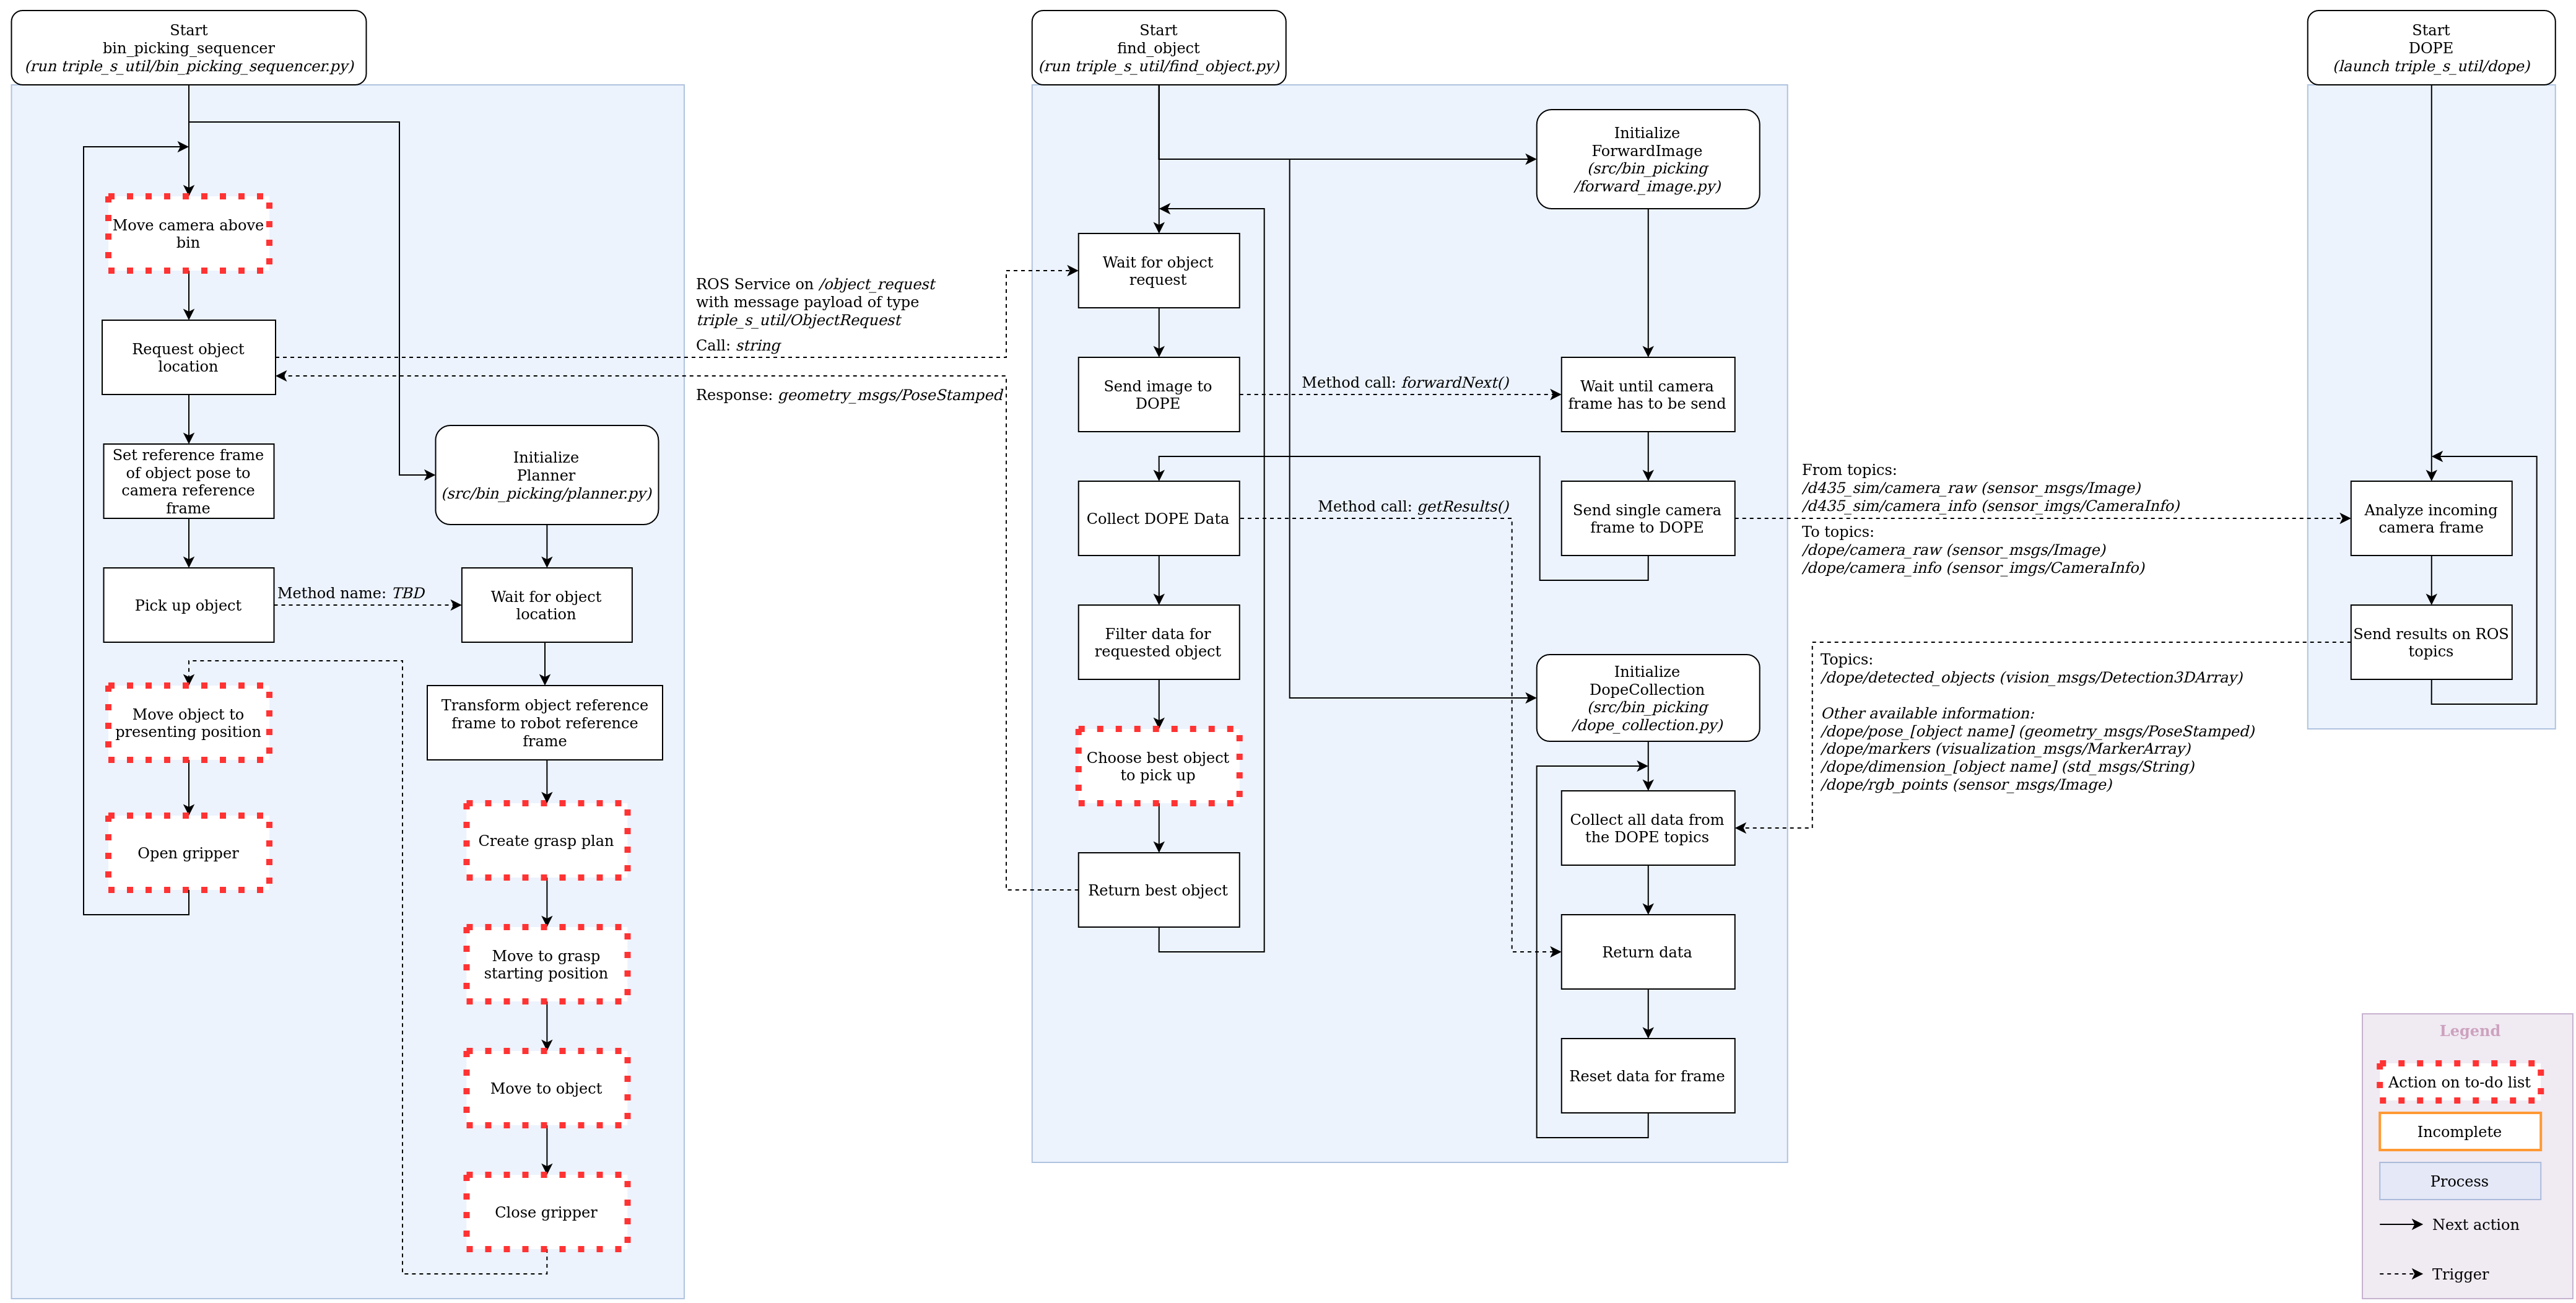 Start
bin_picking_sequencer
(run triple_s_util/bin_picking_sequencer.py)
Move camera above
bin
Request object
location
Set reference frame
of object pose to
camera reference
frame
Pick up object
Method name: TBD
Move object to
presenting position
Open gripper
Initialize
Planner
(src/bin_picking/planner.py)
Wait for object
location
Transform object reference
frame to robot reference
frame
Create grasp plan
Move to grasp
starting position
Move to object
Close gripper
ROS Service on /object_request
with message payload of type
triple_s_util/ObjectRequest
Call: string
Response: geometry_msgs/PoseStamped
Start
find_object
(run triple_s_util/find_object.py)
Wait for object
request
Send image to
DOPE
Method call: forwardNext()
Collect DOPE Data
Method call: getResults()
Filter data for
requested object
Choose best object
to pick up
Return best object
Initialize
ForwardImage
(src/bin_picking
/forward_image.py)
Wait until camera
frame has to be send
Send single camera
frame to DOPE
Initialize
DopeCollection
(src/bin_picking
/dope_collection.py)
Collect all data from
the DOPE topics
Return data
Reset data for frame
From topics:
/d435_sim/camera_raw (sensor_msgs/Image)
/d435_sim/camera_info (sensor_imgs/CameraInfo)
To topics:
/dope/camera_raw (sensor_msgs/Image)
/dope/camera_info (sensor_imgs/CameraInfo)
Topics:
/dope/detected_objects (vision_msgs/Detection3DArray)
Other available information:
/dope/pose_[object name] (geometry_msgs/PoseStamped)
/dope/markers (visualization_msgs/MarkerArray)
/dope/dimension_[object name] (std_msgs/String)
/dope/rgb_points (sensor_msgs/Image)
Start
DOPE
(launch triple_s_util/dope)
Analyze incoming
camera frame
Send results on ROS
topics
Legend
Action on to-do list
Incomplete
Process
Next action
Trigger